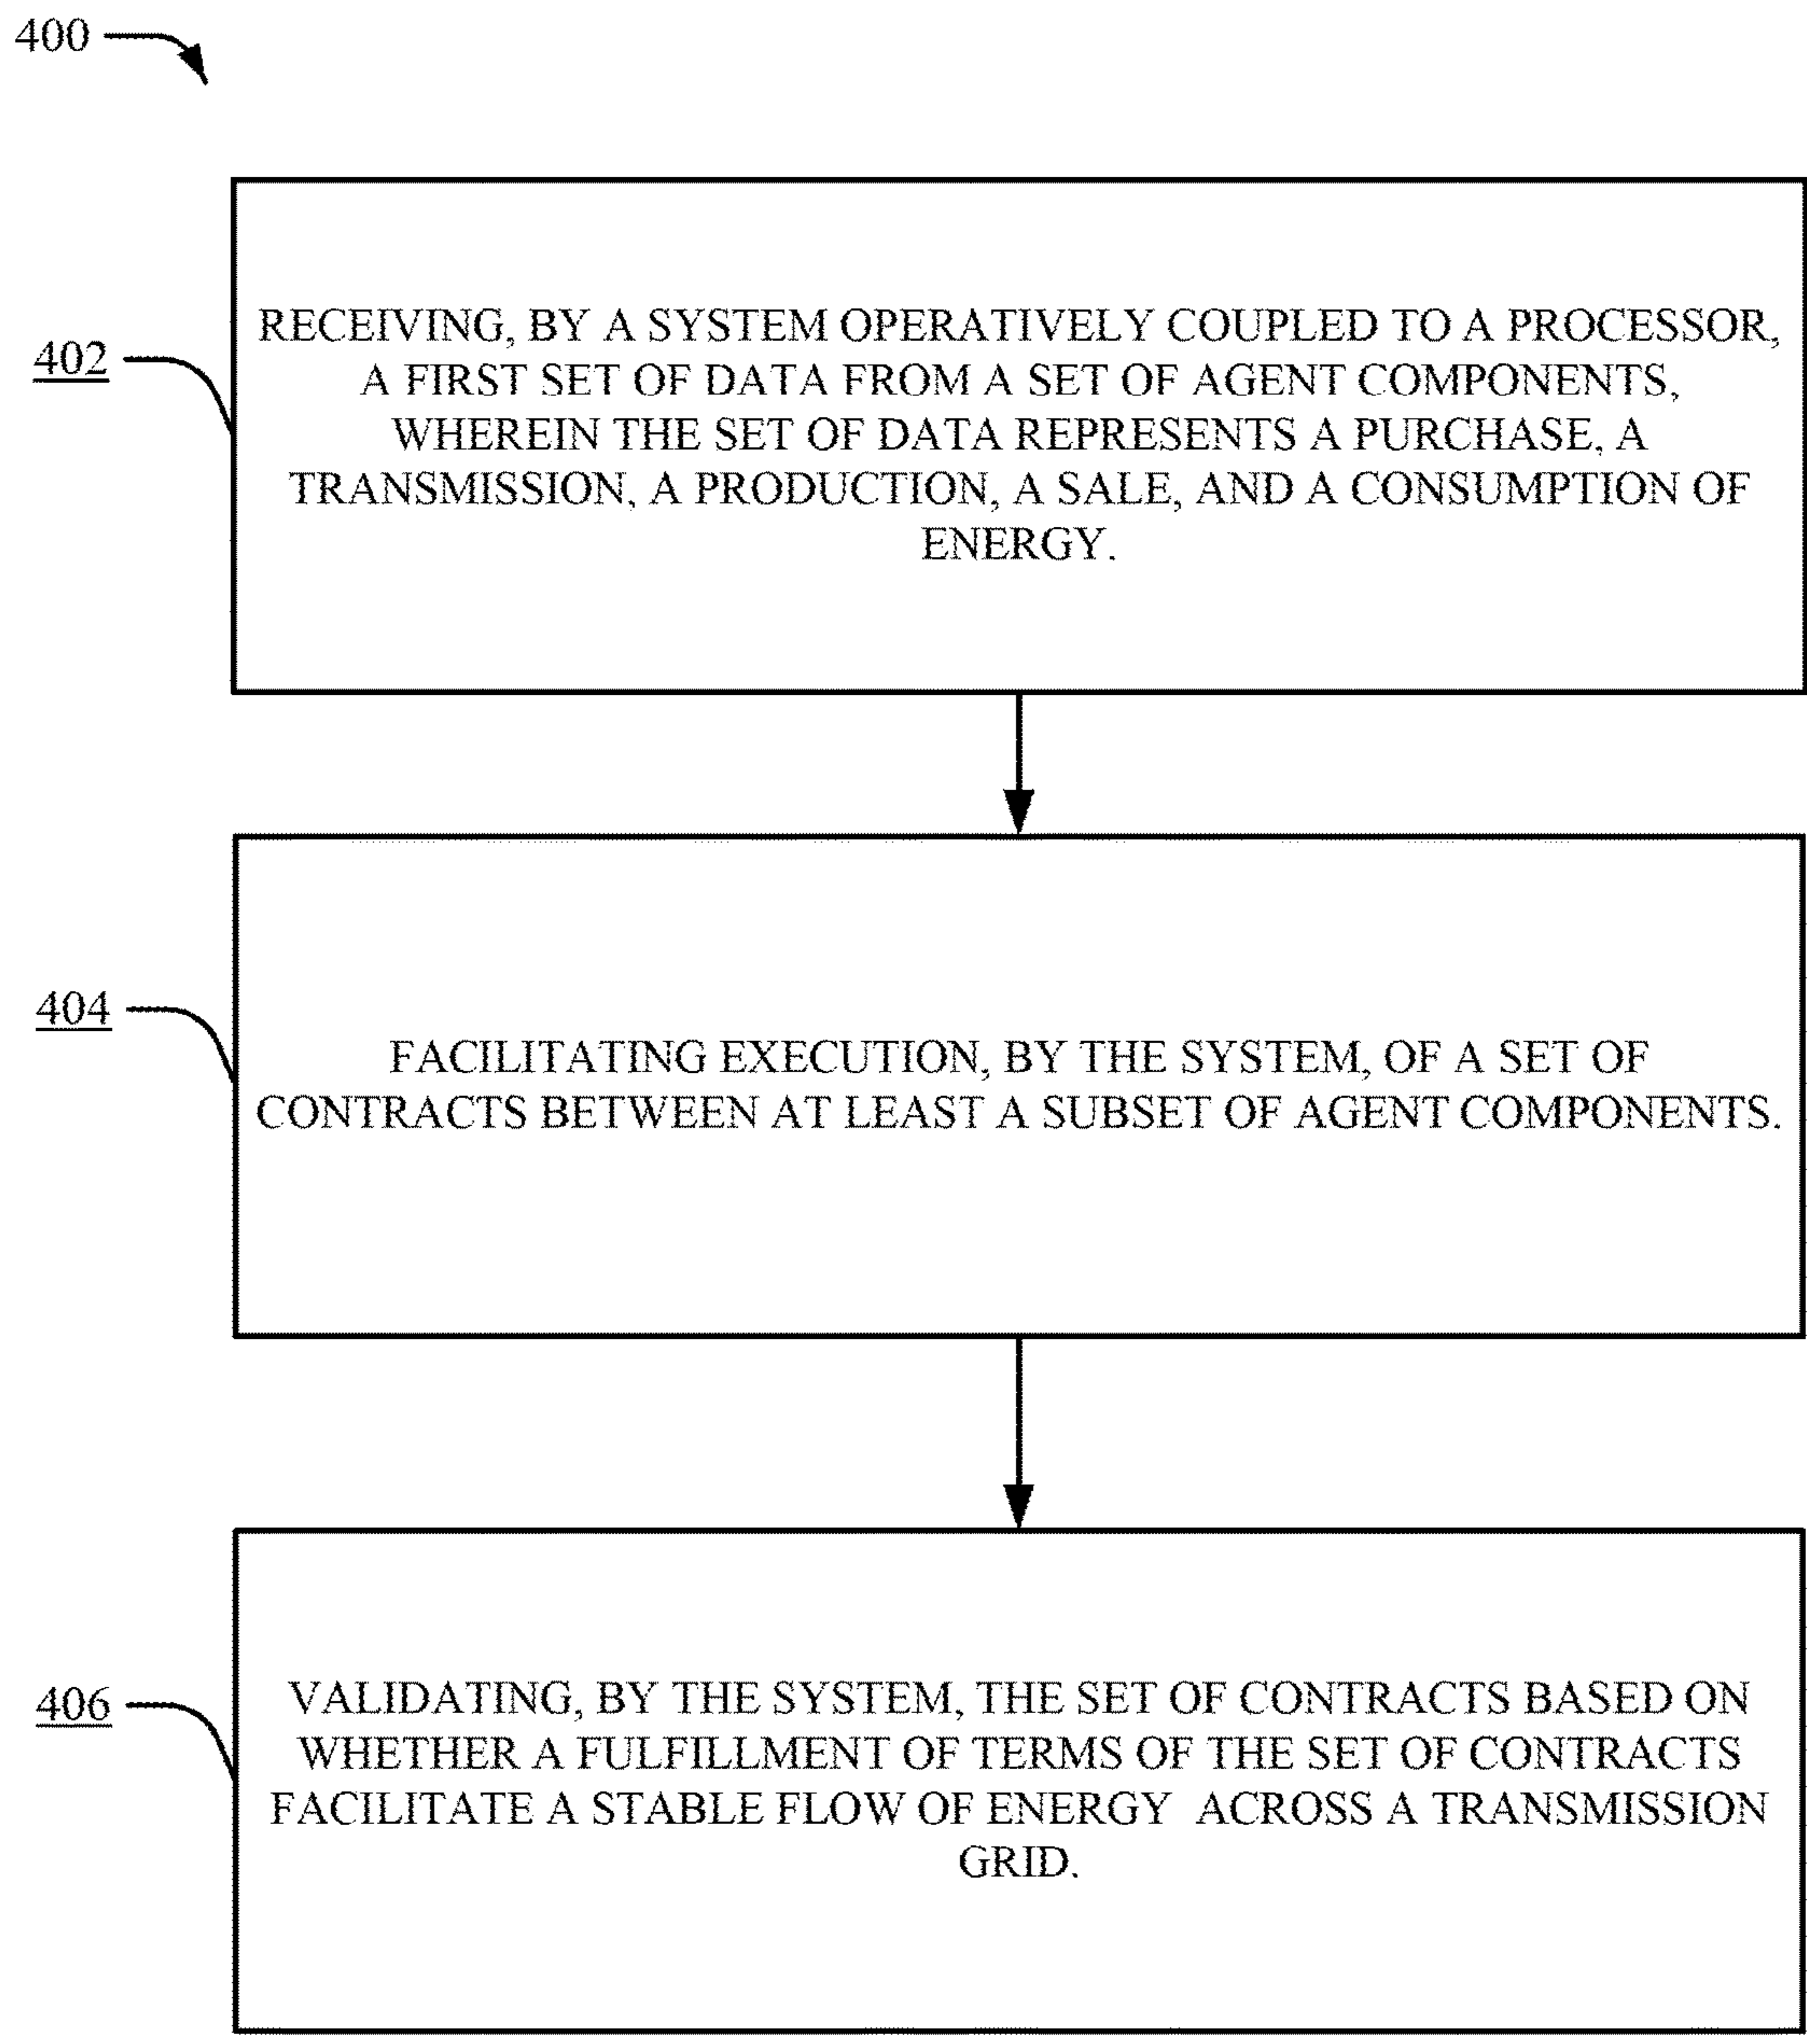 400
402
RECEIVING, BY A SYSTEM OPERATIVELY COUPLED TO A PROCESSOR,
A FIRST SET OF DATA FROM A SET OF AGENT COMPONENTS,
WHEREIN THE SET OF DATA REPRESENTS A PURCHASE, A
TRANSMISSION, A PRODUCTION, A SALE, AND A CONSUMPTION OF
ENERGY.
404
FACILITATING EXECUTION, BY THE SYSTEM, OF A SET OF
CONTRACTS BETWEEN AT LEAST A SUBSET OF AGENT COMPONENTS.
406
VALIDATING, BY THE SYSTEM, THE SET OF CONTRACTS BASED ON
WHETHER A FULFILLMENT OF TERMS OF THE SET OF CONTRACTS
FACILITATE A STABLE FLOW OF ENERGY ACROSS A TRANSMISSION
GRID.